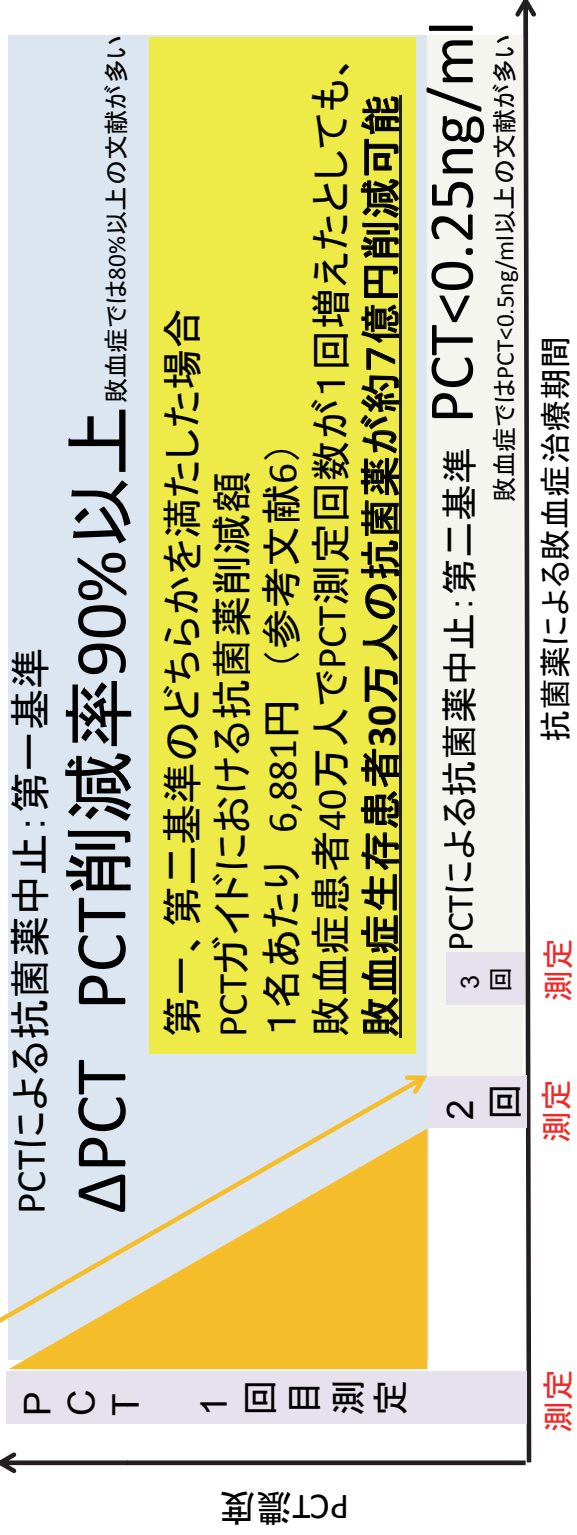 PCTによる抗菌薬中止:第一基準
ΔPCT PCT削減率90%以上 敗血症では80%以上の文献が多い
第一、第二基準のどちらかを満たした場合
PCTガイドにおける抗菌薬削減額
1名あたり 6,881円 （参考文献6）
敗血症患者40万人でPCT測定回数が1回増えたとしても、
敗血症生存患者30万人の抗菌薬が約7億円削減可能
PCTによる抗菌薬中止:第二基準 PCT<0.25ng/ml
敗血症ではPCT<0.5ng/ml以上の文献が多い
PCT 1回目測定
2回
3回
測定
測定
測定
抗菌薬による敗血症治療期間
PCT濃度